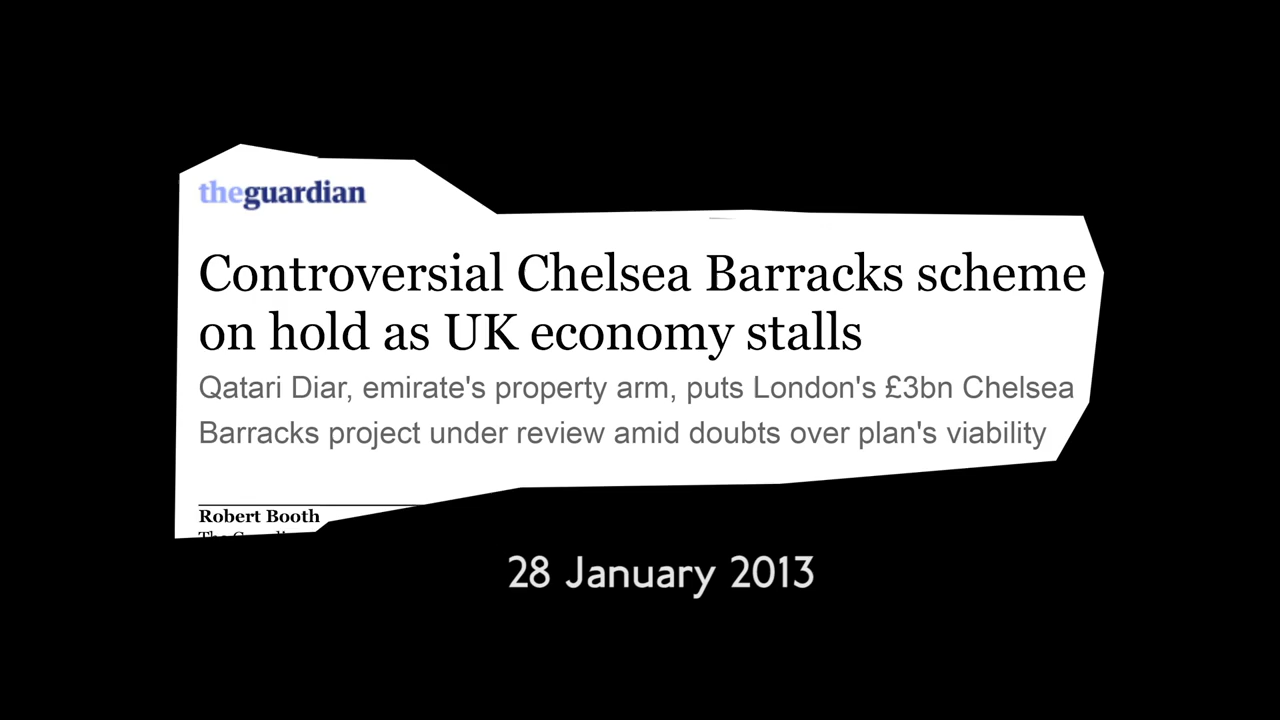 theguardian
Controversial Chelsea Barracks scheme
on hold as UK economy stalls
Qatari Diar, emirate's property arm, puts London's £3bn Chelsea
Barracks project under review amid doubts over plan's viability
Robert Booth
28 January 2013